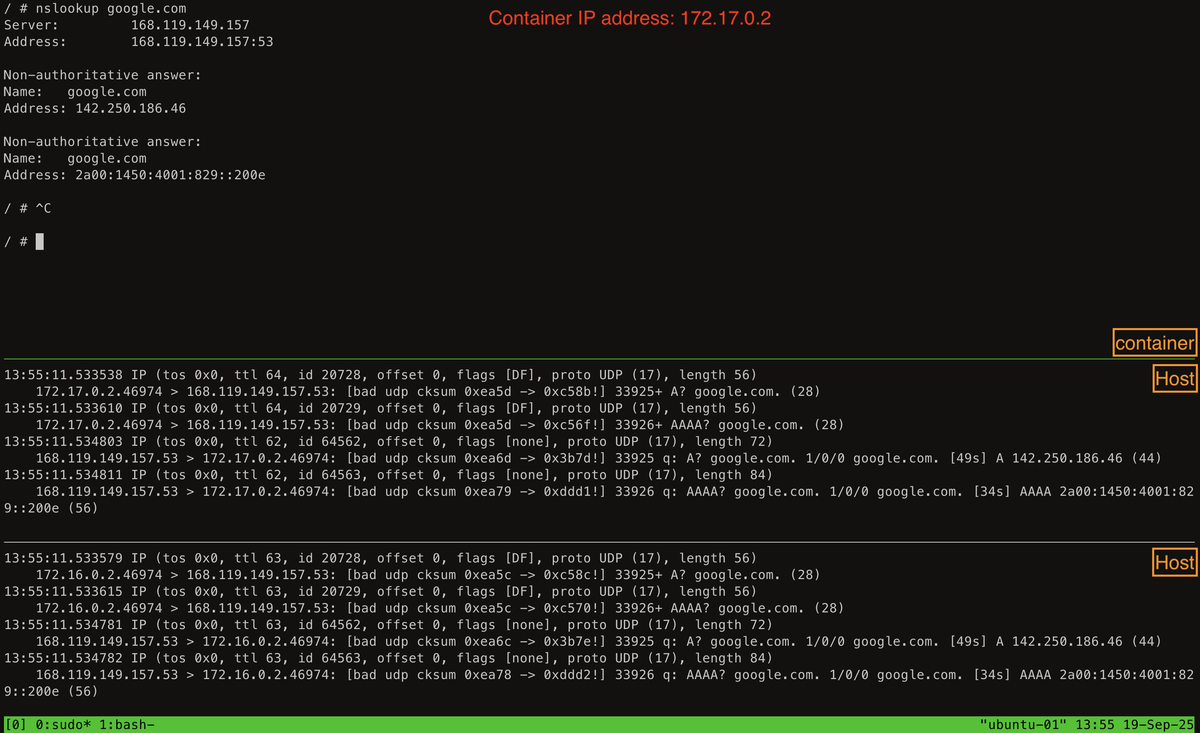 / # nslookup google.com
Container IP address: 172.17.0.2
Server:         168.119.149.157
Address:        168.119.149.157:53
Non-authoritative answer:
Name:   google.com
Address: 142.250.186.46
Non-authoritative answer:
Name:   google.com
Address: 2a00:1450:4001:829::200e
/ # ^C
/ #
container
13:55:11.533538 IP (tos 0x0, ttl 64, id 20728, offset 0, flags [DF], proto UDP (17), length 56)
Host
    172.17.0.2.46974 > 168.119.149.157.53: [bad udp cksum 0xea5d -> 0xc58b!] 33925+ A? google.com. (28)
13:55:11.533610 IP (tos 0x0, ttl 64, id 20729, offset 0, flags [DF], proto UDP (17), length 56)
    172.17.0.2.46974 > 168.119.149.157.53: [bad udp cksum 0xea5d -> 0xc56f!] 33926+ AAAA? google.com. (28)
13:55:11.534803 IP (tos 0x0, ttl 62, id 64562, offset 0, flags [none], proto UDP (17), length 72)
    168.119.149.157.53 > 172.17.0.2.46974: [bad udp cksum 0xea6d -> 0x3b7d!] 33925 q: A? google.com. 1/0/0 google.com. [49s] A 142.250.186.46 (44)
13:55:11.534811 IP (tos 0x0, ttl 62, id 64563, offset 0, flags [none], proto UDP (17), length 84)
    168.119.149.157.53 > 172.17.0.2.46974: [bad udp cksum 0xea79 -> 0xddd1!] 33926 q: AAAA? google.com. 1/0/0 google.com. [34s] AAAA 2a00:1450:4001:82
9::200e (56)
13:55:11.533579 IP (tos 0x0, ttl 63, id 20728, offset 0, flags [DF], proto UDP (17), length 56)
Host
    172.16.0.2.46974 > 168.119.149.157.53: [bad udp cksum 0xea5c -> 0xc58c!] 33925+ A? google.com. (28)
13:55:11.533615 IP (tos 0x0, ttl 63, id 20729, offset 0, flags [DF], proto UDP (17), length 56)
    172.16.0.2.46974 > 168.119.149.157.53: [bad udp cksum 0xea5c -> 0xc570!] 33926+ AAAA? google.com. (28)
13:55:11.534781 IP (tos 0x0, ttl 63, id 64562, offset 0, flags [none], proto UDP (17), length 72)
    168.119.149.157.53 > 172.16.0.2.46974: [bad udp cksum 0xea6c -> 0x3b7e!] 33925 q: A? google.com. 1/0/0 google.com. [49s] A 142.250.186.46 (44)
13:55:11.534782 IP (tos 0x0, ttl 63, id 64563, offset 0, flags [none], proto UDP (17), length 84)
    168.119.149.157.53 > 172.16.0.2.46974: [bad udp cksum 0xea78 -> 0xddd2!] 33926 q: AAAA? google.com. 1/0/0 google.com. [34s] AAAA 2a00:1450:4001:82
9::200e (56)
[0] 0:sudo* 1:bash- "ubuntu-01" 13:55 19-Sep-25